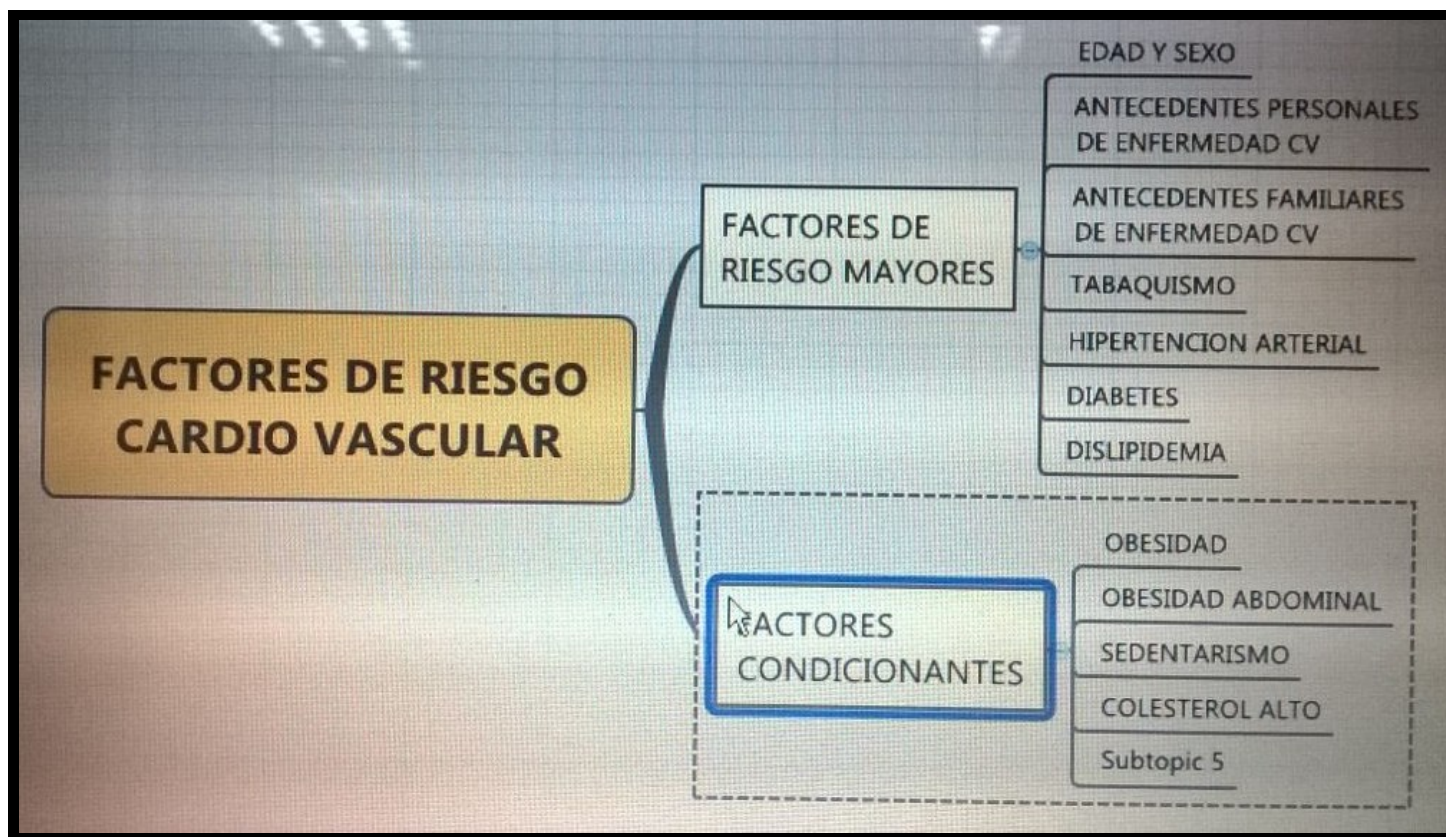 FACTORES DE RIESGO
CARDIO VASCULAR
FACTORES DE
RIESGO MAYORES
EDAD Y SEXO
ANTECEDENTES PERSONALES
DE ENFERMEDAD CV
ANTECEDENTES FAMILIARES
DE ENFERMEDAD CV
TABAQUISMO
HIPERTENCION ARTERIAL
DIABETES
DISLIPIDEMIA
FACTORES
CONDICIONANTES
OBESIDAD
OBESIDAD ABDOMINAL
SEDENTARISMO
COLESTEROL ALTO
Subtopic 5